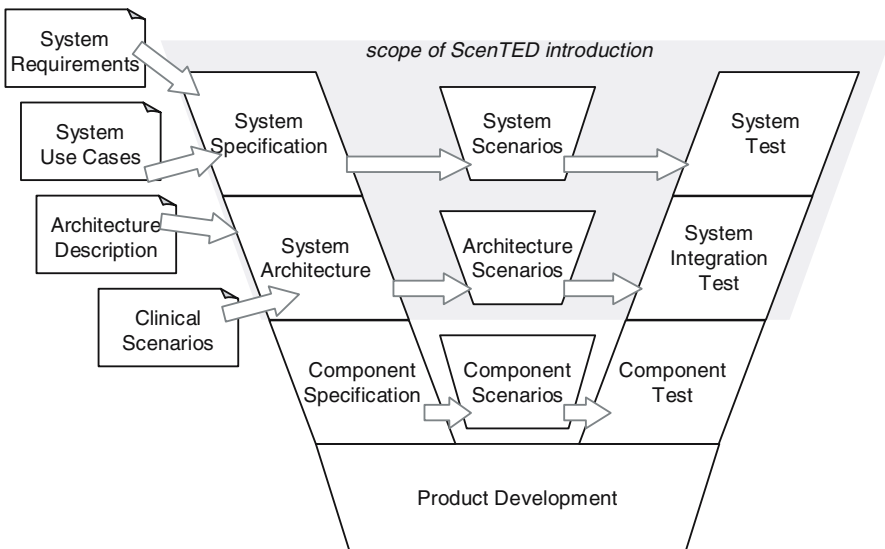 scope of ScenTED introduction
System
Requirements
System
Use Cases
Architecture
Description
Clinical
Scenarios
System
Specification
System
Scenarios
System
Test
System
Architecture
Architecture
Scenarios
System
Integration
Test
Component
Specification
Component
Scenarios
Component
Test
Product Development